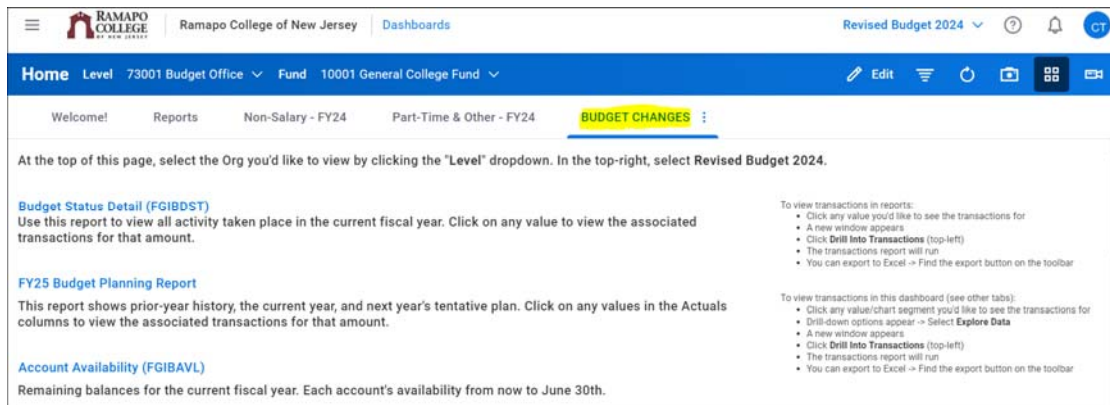 RAMAPO
COLLEGE
OF NEW JERSEY
Ramapo College of New Jersey Dashboards
Revised Budget 2024
CT
Home Level 73001 Budget Office Fund 10001 General College Fund
Edit
Welcome! Reports Non-Salary - FY24 Part-Time & Other - FY24 BUDGET CHANGES
At the top of this page, select the Org you'd like to view by clicking the "Level" dropdown. In the top-right, select Revised Budget 2024.
Budget Status Detail (FGIBDST)
Use this report to view all activity taken place in the current fiscal year. Click on any value to view the associated
transactions for that amount.
FY25 Budget Planning Report
This report shows prior-year history, the current year, and next year's tentative plan. Click on any values in the Actuals
columns to view the associated transactions for that amount.
Account Availability (FGIBAVL)
Remaining balances for the current fiscal year. Each account's availability from now to June 30th.
To view transactions in reports:
• Click any value you'd like to see the transactions for
• A new window appears
• Click Drill Into Transactions (top-left)
• The transactions report will run
• You can export to Excel -> Find the export button on the toolbar
To view transactions in this dashboard (see other tabs):
• Click any value/chart segment you'd like to see the transactions for
• Drill-down options appear -> Select Explore Data
• A new window appears
• Click Drill Into Transactions (top-left)
• The transactions report will run
• You can export to Excel -> Find the export button on the toolbar